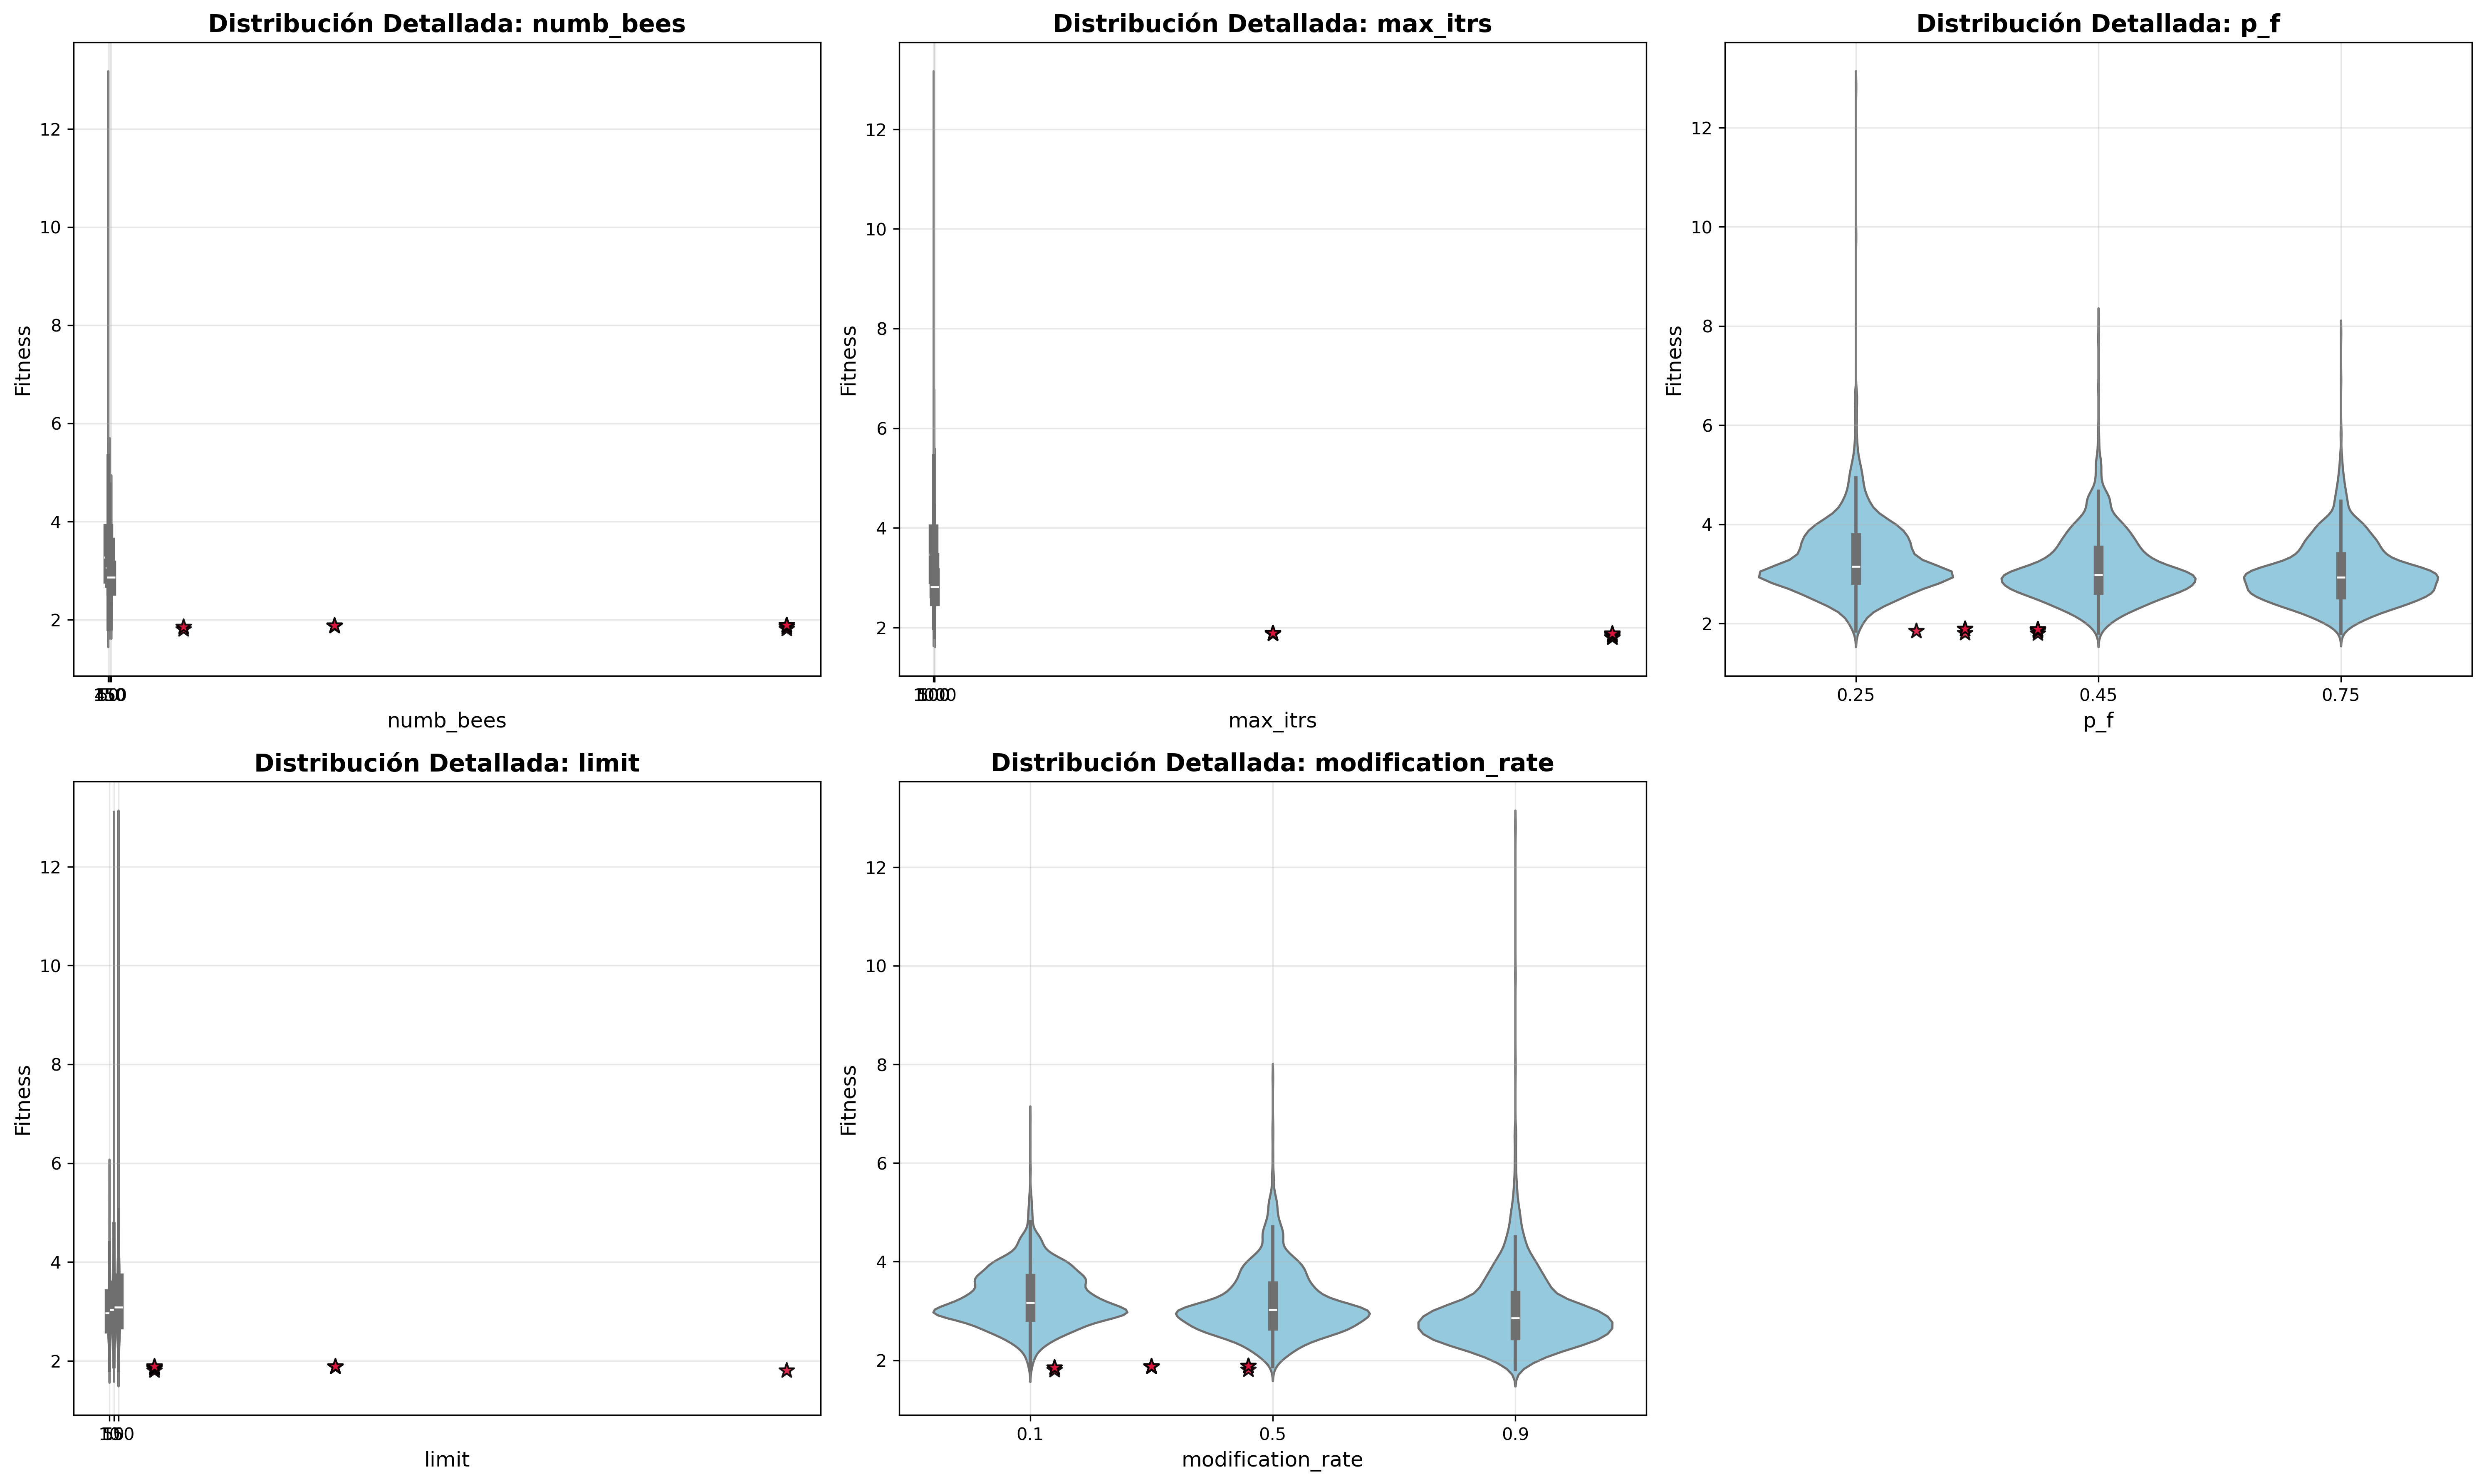 Distribución Detallada: numb_bees
Fitness
12
10
8
6
4
2
numb_bees
Distribución Detallada: max_itrs
Fitness
12
10
8
6
4
2
max_itrs
Distribución Detallada: p_f
Fitness
12
10
8
6
4
2
0.25 0.45 0.75
p_f
Distribución Detallada: limit
Fitness
12
10
8
6
4
2
limit
Distribución Detallada: modification_rate
Fitness
12
10
8
6
4
2
0.1 0.5 0.9
modification_rate